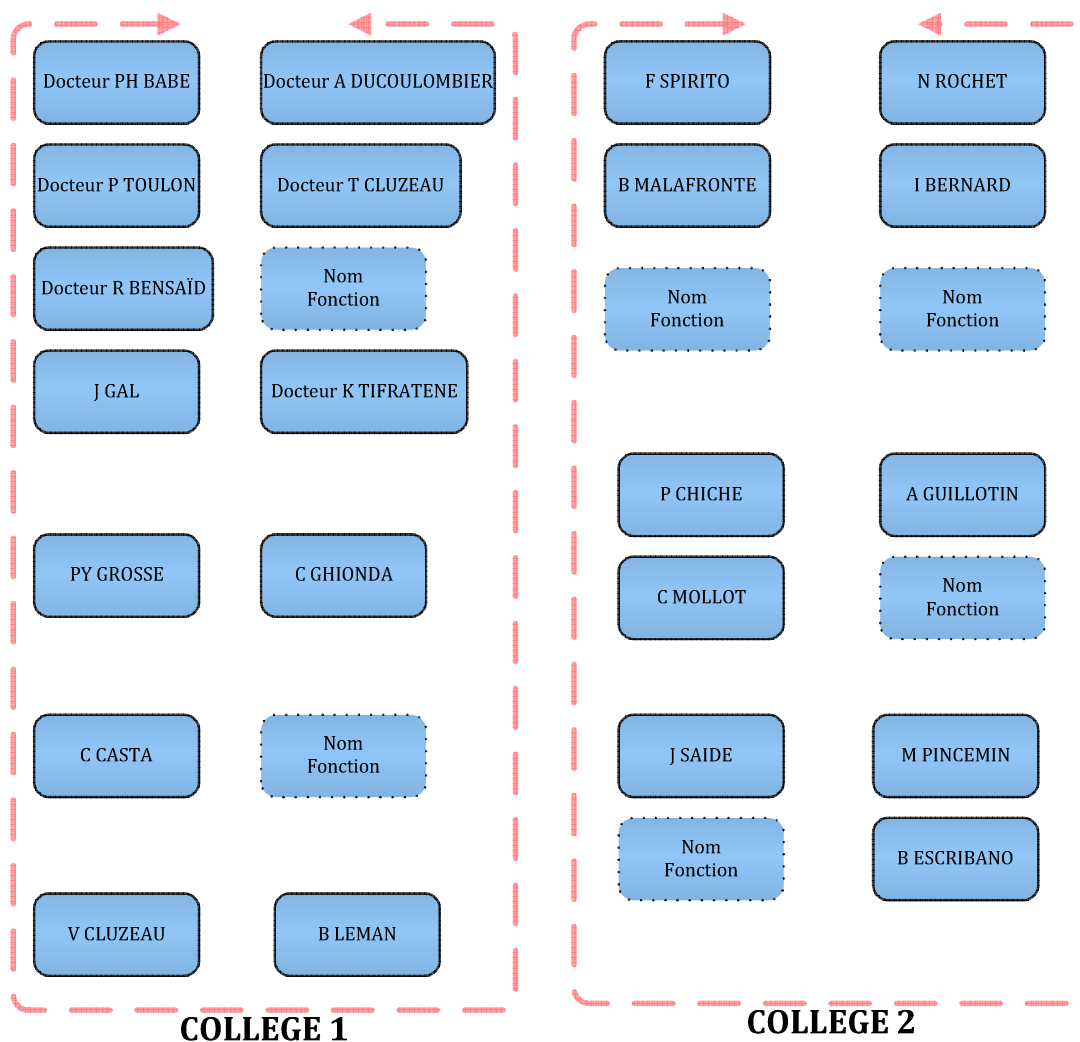 Docteur PH BABE
Docteur A DUCOULOMBIER
Docteur P TOULON
Docteur T CLUZEAU
Docteur R BENSAÏD
Nom
Fonction
J GAL
Docteur K TIFRATENE
PY GROSSE
C GHIONDA
C CASTA
Nom
Fonction
V CLUZEAU
B LEMAN
COLLEGE 1
F SPIRITO
N ROCHET
B MALAFRONTE
I BERNARD
Nom
Fonction
Nom
Fonction
P CHICHE
A GUILLOTIN
C MOLLOT
Nom
Fonction
J SAIDE
M PINCEMIN
Nom
Fonction
B ESCRIBANO
COLLEGE 2